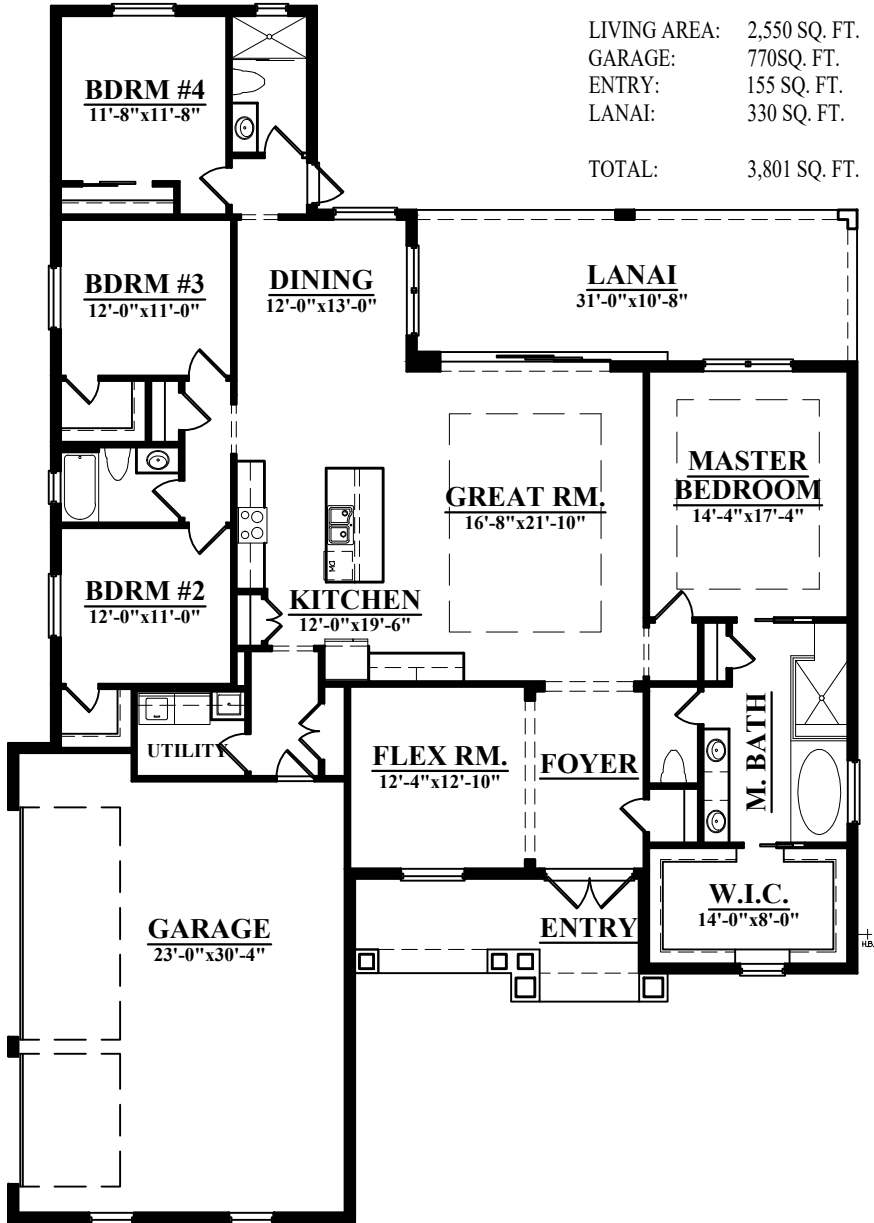 LIVING AREA: 2,550 SQ. FT.
GARAGE: 770SQ. FT.
ENTRY: 155 SQ. FT.
LANAI: 330 SQ. FT.
TOTAL: 3,801 SQ. FT.
BDRM #4
11'-8"x11'-8"
BDRM #3
12'-0"x11'-0"
DINING
12'-0"x13'-0"
LANAI
31'-0"x10'-8"
MASTER
BEDROOM
14'-4"x17'-4"
GREAT RM.
16'-8"x21'-10"
DW
BDRM #2
12'-0"x11'-0"
KITCHEN
12'-0"x19'-6"
UTILITY
FLEX RM.
12'-4"x12'-10"
FOYER
M. BATH
W.I.C.
14'-0"x8'-0"
GARAGE
23'-0"x30'-4"
ENTRY
H.B.